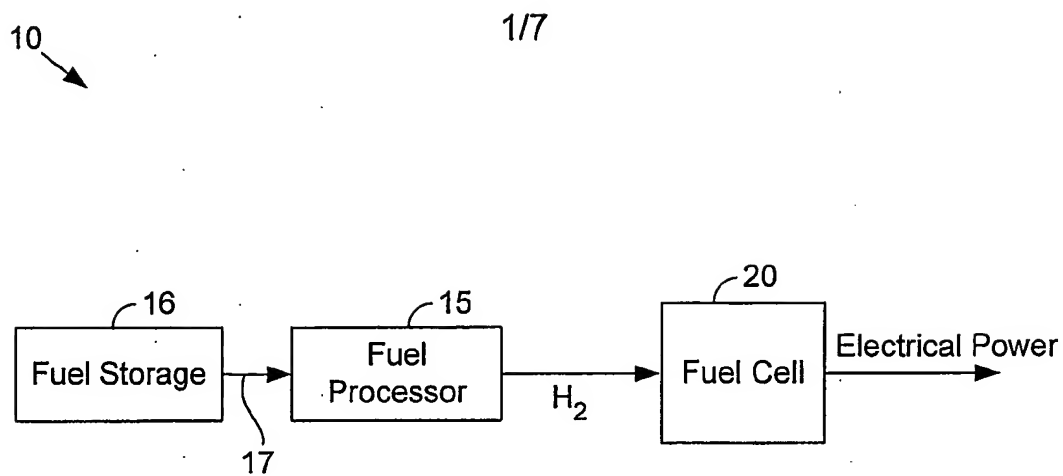 1/7
10
16
15
20
Fuel Storage
Fuel
Processor
H₂
Fuel Cell
Electrical Power
17